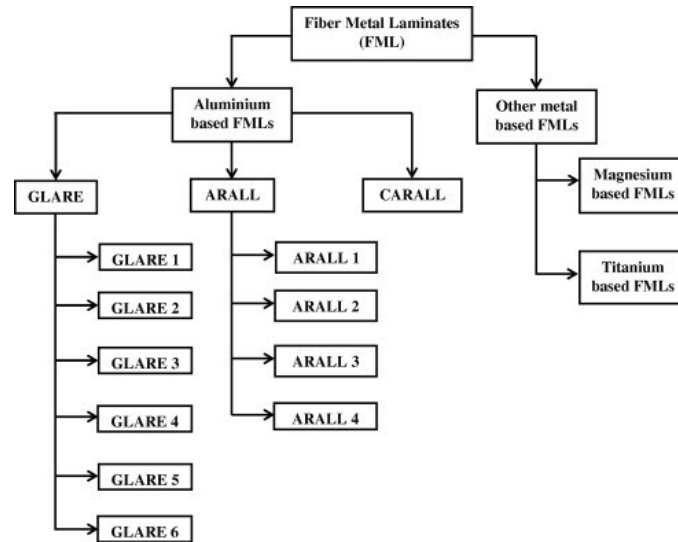 Fiber Metal Laminates
(FML)
Aluminium
based FMLs
Other metal
based FMLs
GLARE
ARALL
CARALL
Magnesium
based FMLs
Titanium
based FMLs
GLARE 1
GLARE 2
GLARE 3
GLARE 4
GLARE 5
GLARE 6
ARALL 1
ARALL 2
ARALL 3
ARALL 4